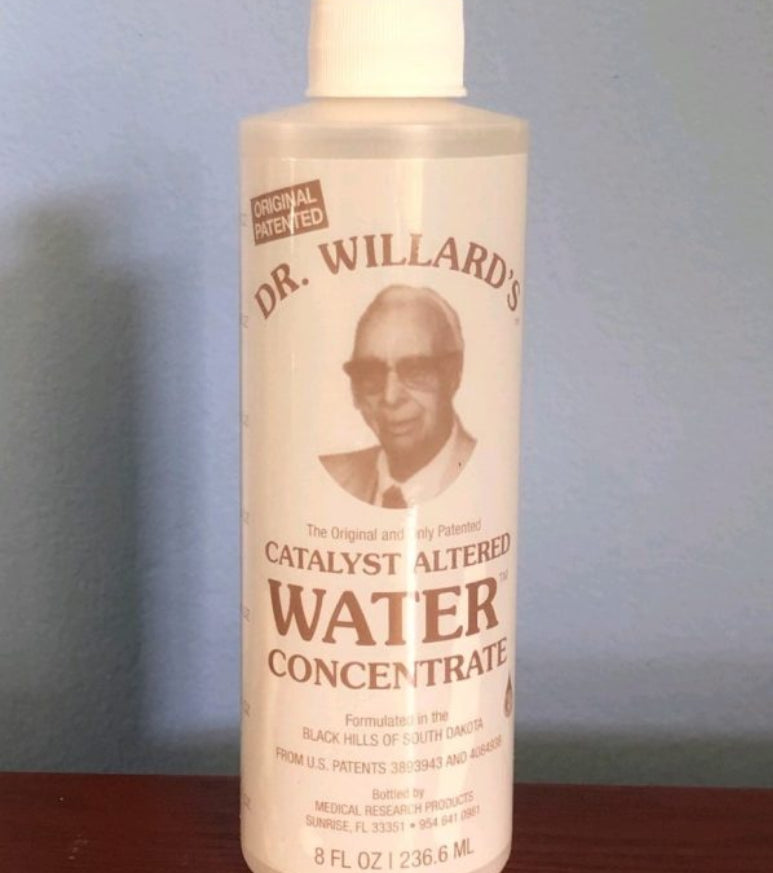 ORIGINAL
PATENTED
DR. WILLARD'S™
The Original and Only Patented
CATALYST ALTERED
WATER™
CONCENTRATE
Formulated in the
BLACK HILLS OF SOUTH DAKOTA
FROM U.S. PATENTS 3893943 AND
Bottled by
MEDICAL RESEARCH PRODUCTS
SUNRISE, FL 33351 • 954 641 0981
8 FL OZ | 236.6 ML